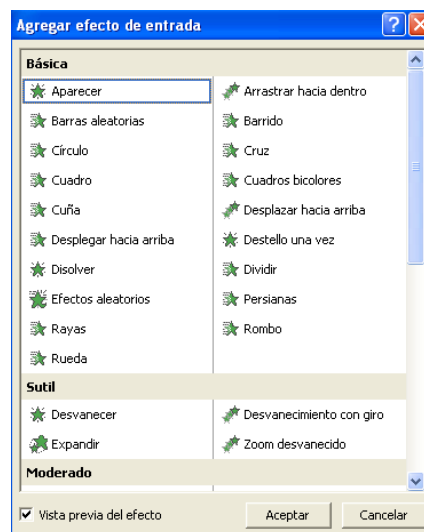 Agregar efecto de entrada
Básica
Aparecer Arrastrar hacia dentro
Barras aleatorias Barrido
Círculo Cruz
Cuadro Cuadros bicolores
Cuña Desplazar hacia arriba
Desplegar hacia arriba Destello una vez
Disolver Dividir
Efectos aleatorios Persianas
Rayas Rombo
Rueda
Sutil
Desvanecer Desvanecimiento con giro
Expandir Zoom desvanecido
Moderado
Vista previa del efecto Aceptar Cancelar